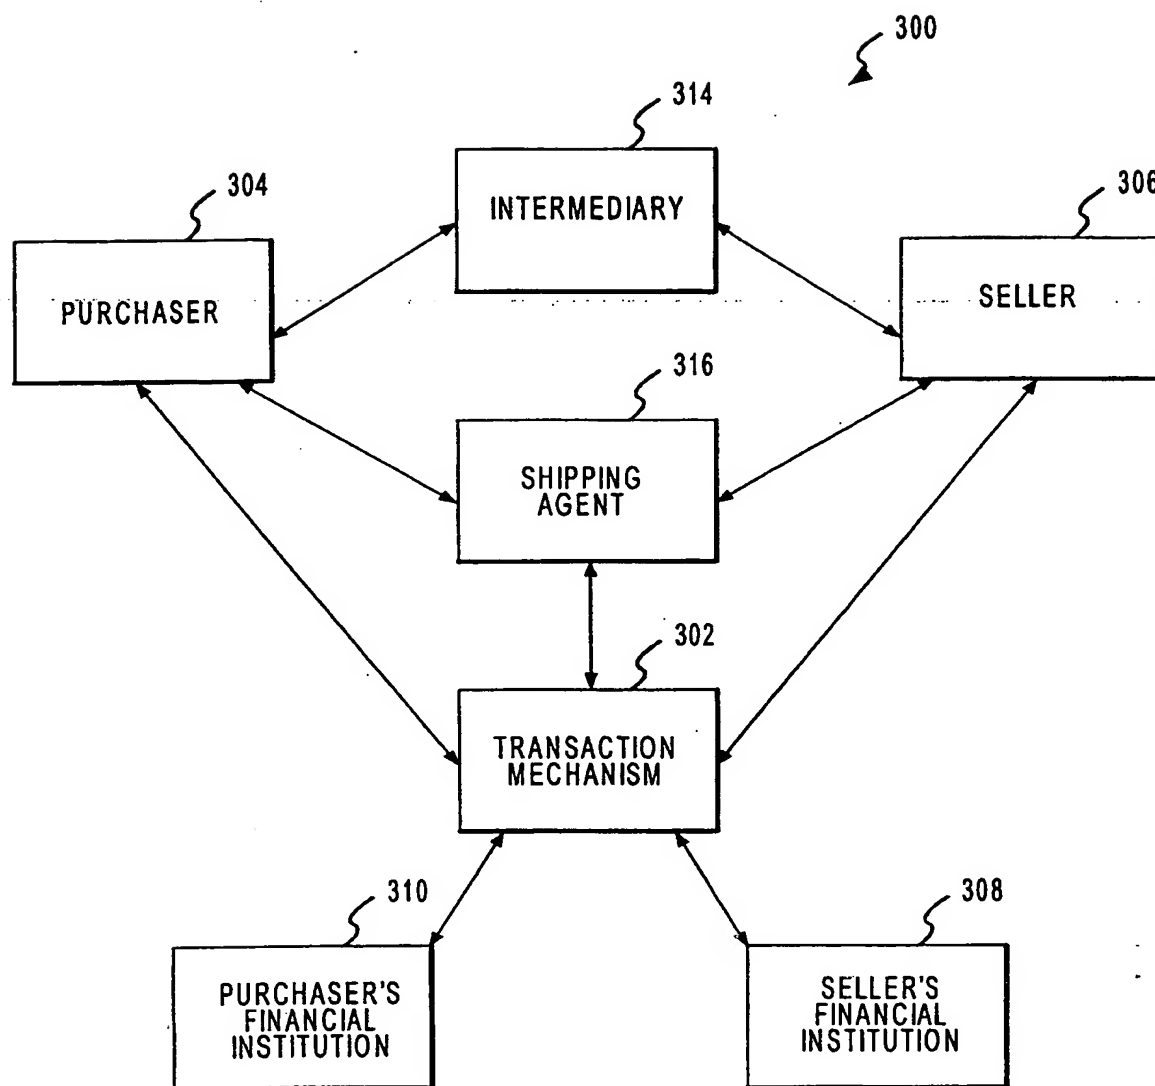 300
314
INTERMEDIARY
304
PURCHASER
306
SELLER
316
SHIPPING
AGENT
302
TRANSACTION
MECHANISM
310
PURCHASER'S
FINANCIAL
INSTITUTION
308
SELLER'S
FINANCIAL
INSTITUTION